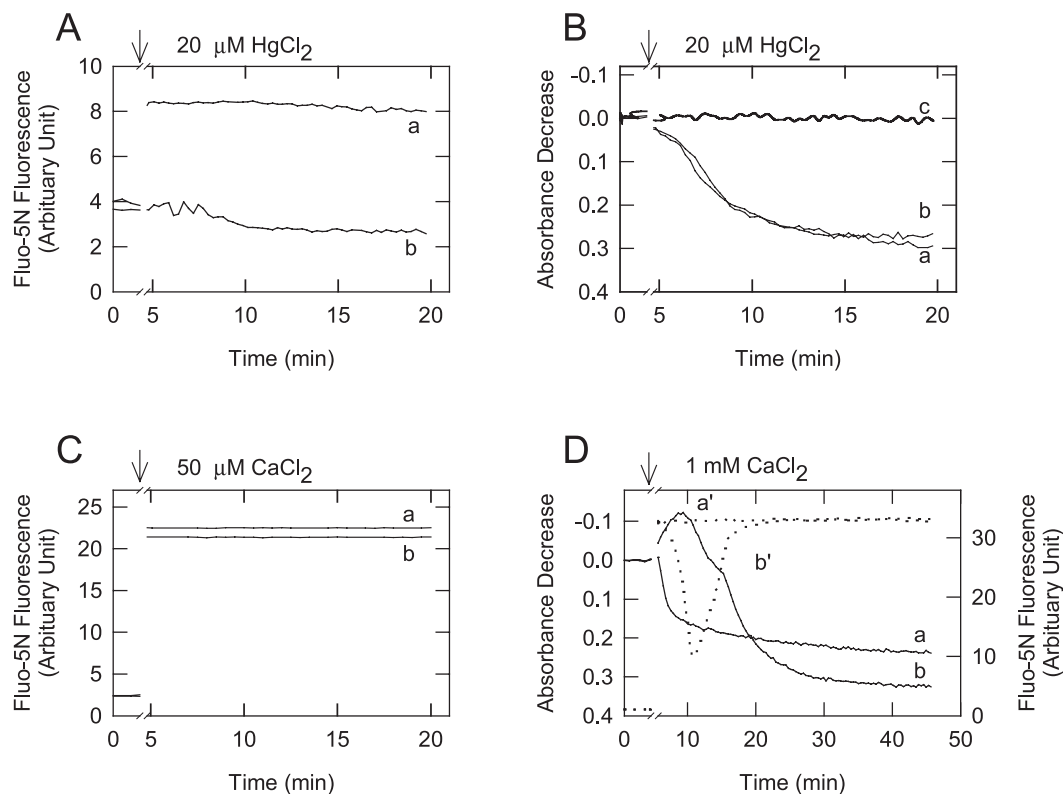 A
20 μM HgCl2
Fluo-5N Fluorescence
(Arbituary Unit)
10
8
6
4
2
0
a
b
0 5 10 15 20
Time (min)
B
20 μM HgCl2
Absorbance Decrease
-0.1
0.0
0.1
0.2
0.3
0.4
c
b
a
0 5 10 15 20
Time (min)
C
50 μM CaCl2
Fluo-5N Fluorescence
(Arbituary Unit)
25
20
15
10
5
0
a
b
0 5 10 15 20
Time (min)
D
1 mM CaCl2
Absorbance Decrease
-0.1
0.0
0.1
0.2
0.3
0.4
a'
b'
a
b
30
20
10
0
Fluo-5N Fluorescence
(Arbituary Unit)
0 10 20 30 40 50
Time (min)